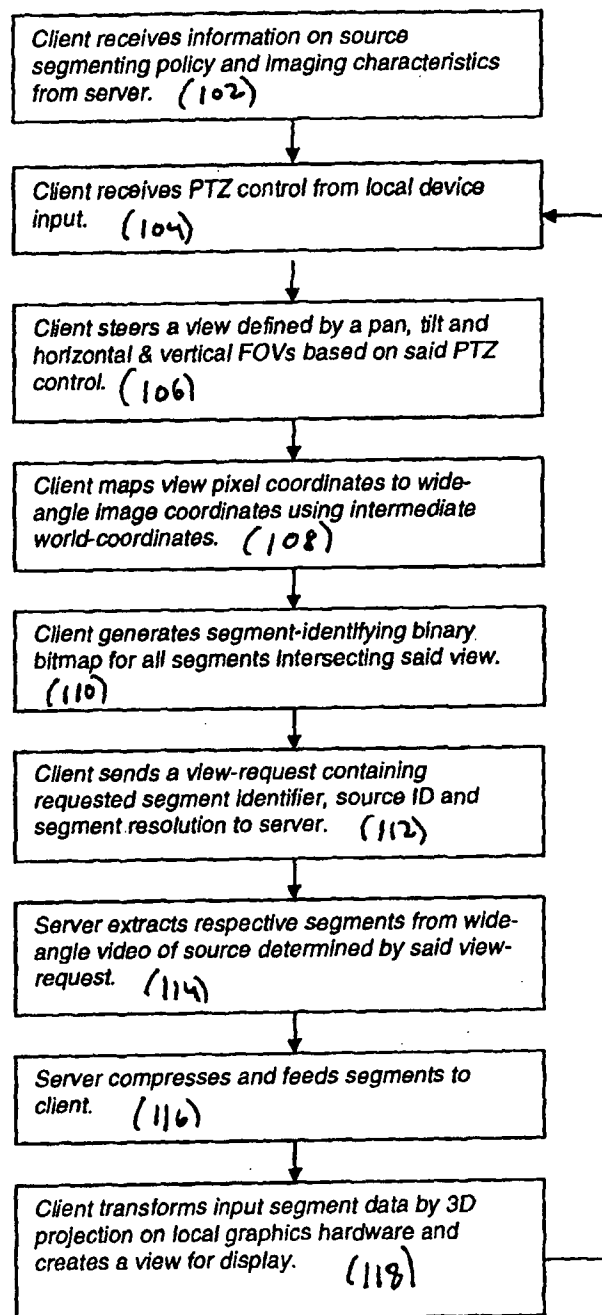 Client receives information on source
segmenting policy and imaging characteristics
from server. (102)
Client receives PTZ control from local device
input. (104)
Client steers a view defined by a pan, tilt and
horizontal & vertical FOVs based on said PTZ
control. (106)
Client maps view pixel coordinates to wide-
angle image coordinates using intermediate
world-coordinates. (108)
Client generates segment-identifying binary
bitmap for all segments intersecting said view.
(110)
Client sends a view-request containing
requested segment identifier, source ID and
segment resolution to server. (112)
Server extracts respective segments from wide-
angle video of source determined by said view-
request. (114)
Server compresses and feeds segments to
client. (116)
Client transforms input segment data by 3D
projection on local graphics hardware and
creates a view for display. (118)